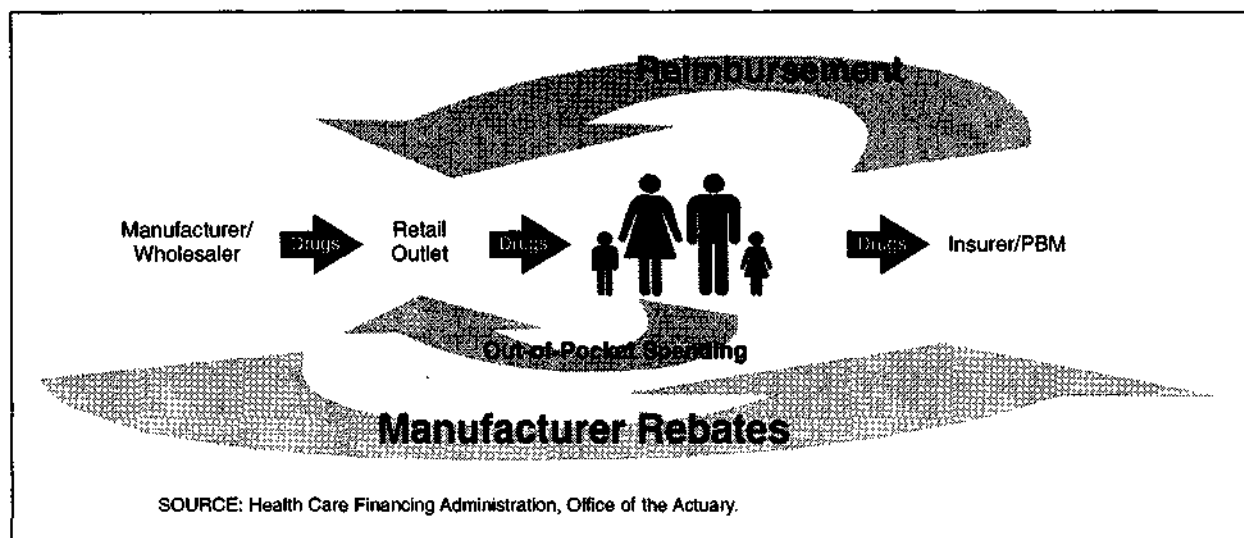 Reimbursement
Manufacturer/
Wholesaler
Drugs
Retail
Outlet
Drugs
Drugs
Insurer/PBM
Out-of-Pocket Spending
Manufacturer Rebates
SOURCE: Health Care Financing Administration, Office of the Actuary.